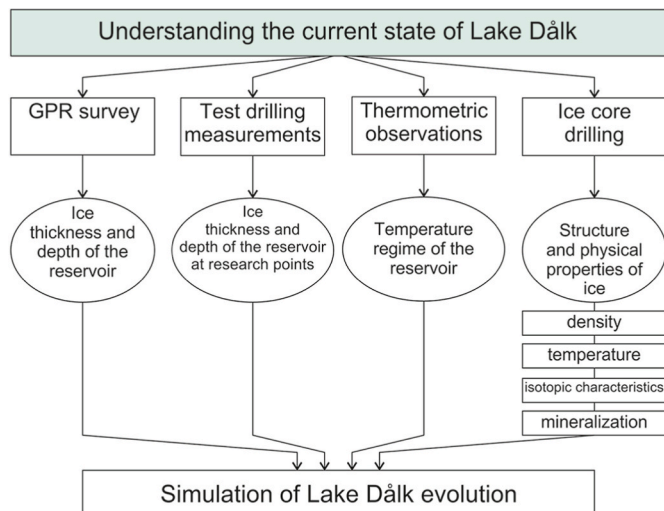 Understanding the current state of Lake Dålk
GPR survey
Test drilling
measurements
Thermometric
observations
Ice core
drilling
Ice
thickness and
depth of the
reservoir
Ice
thickness and
depth of the reservoir
at research points
Temperature
regime of the
reservoir
Structure
and physical
properties of
ice
density
temperature
isotopic characteristics
mineralization
Simulation of Lake Dålk evolution